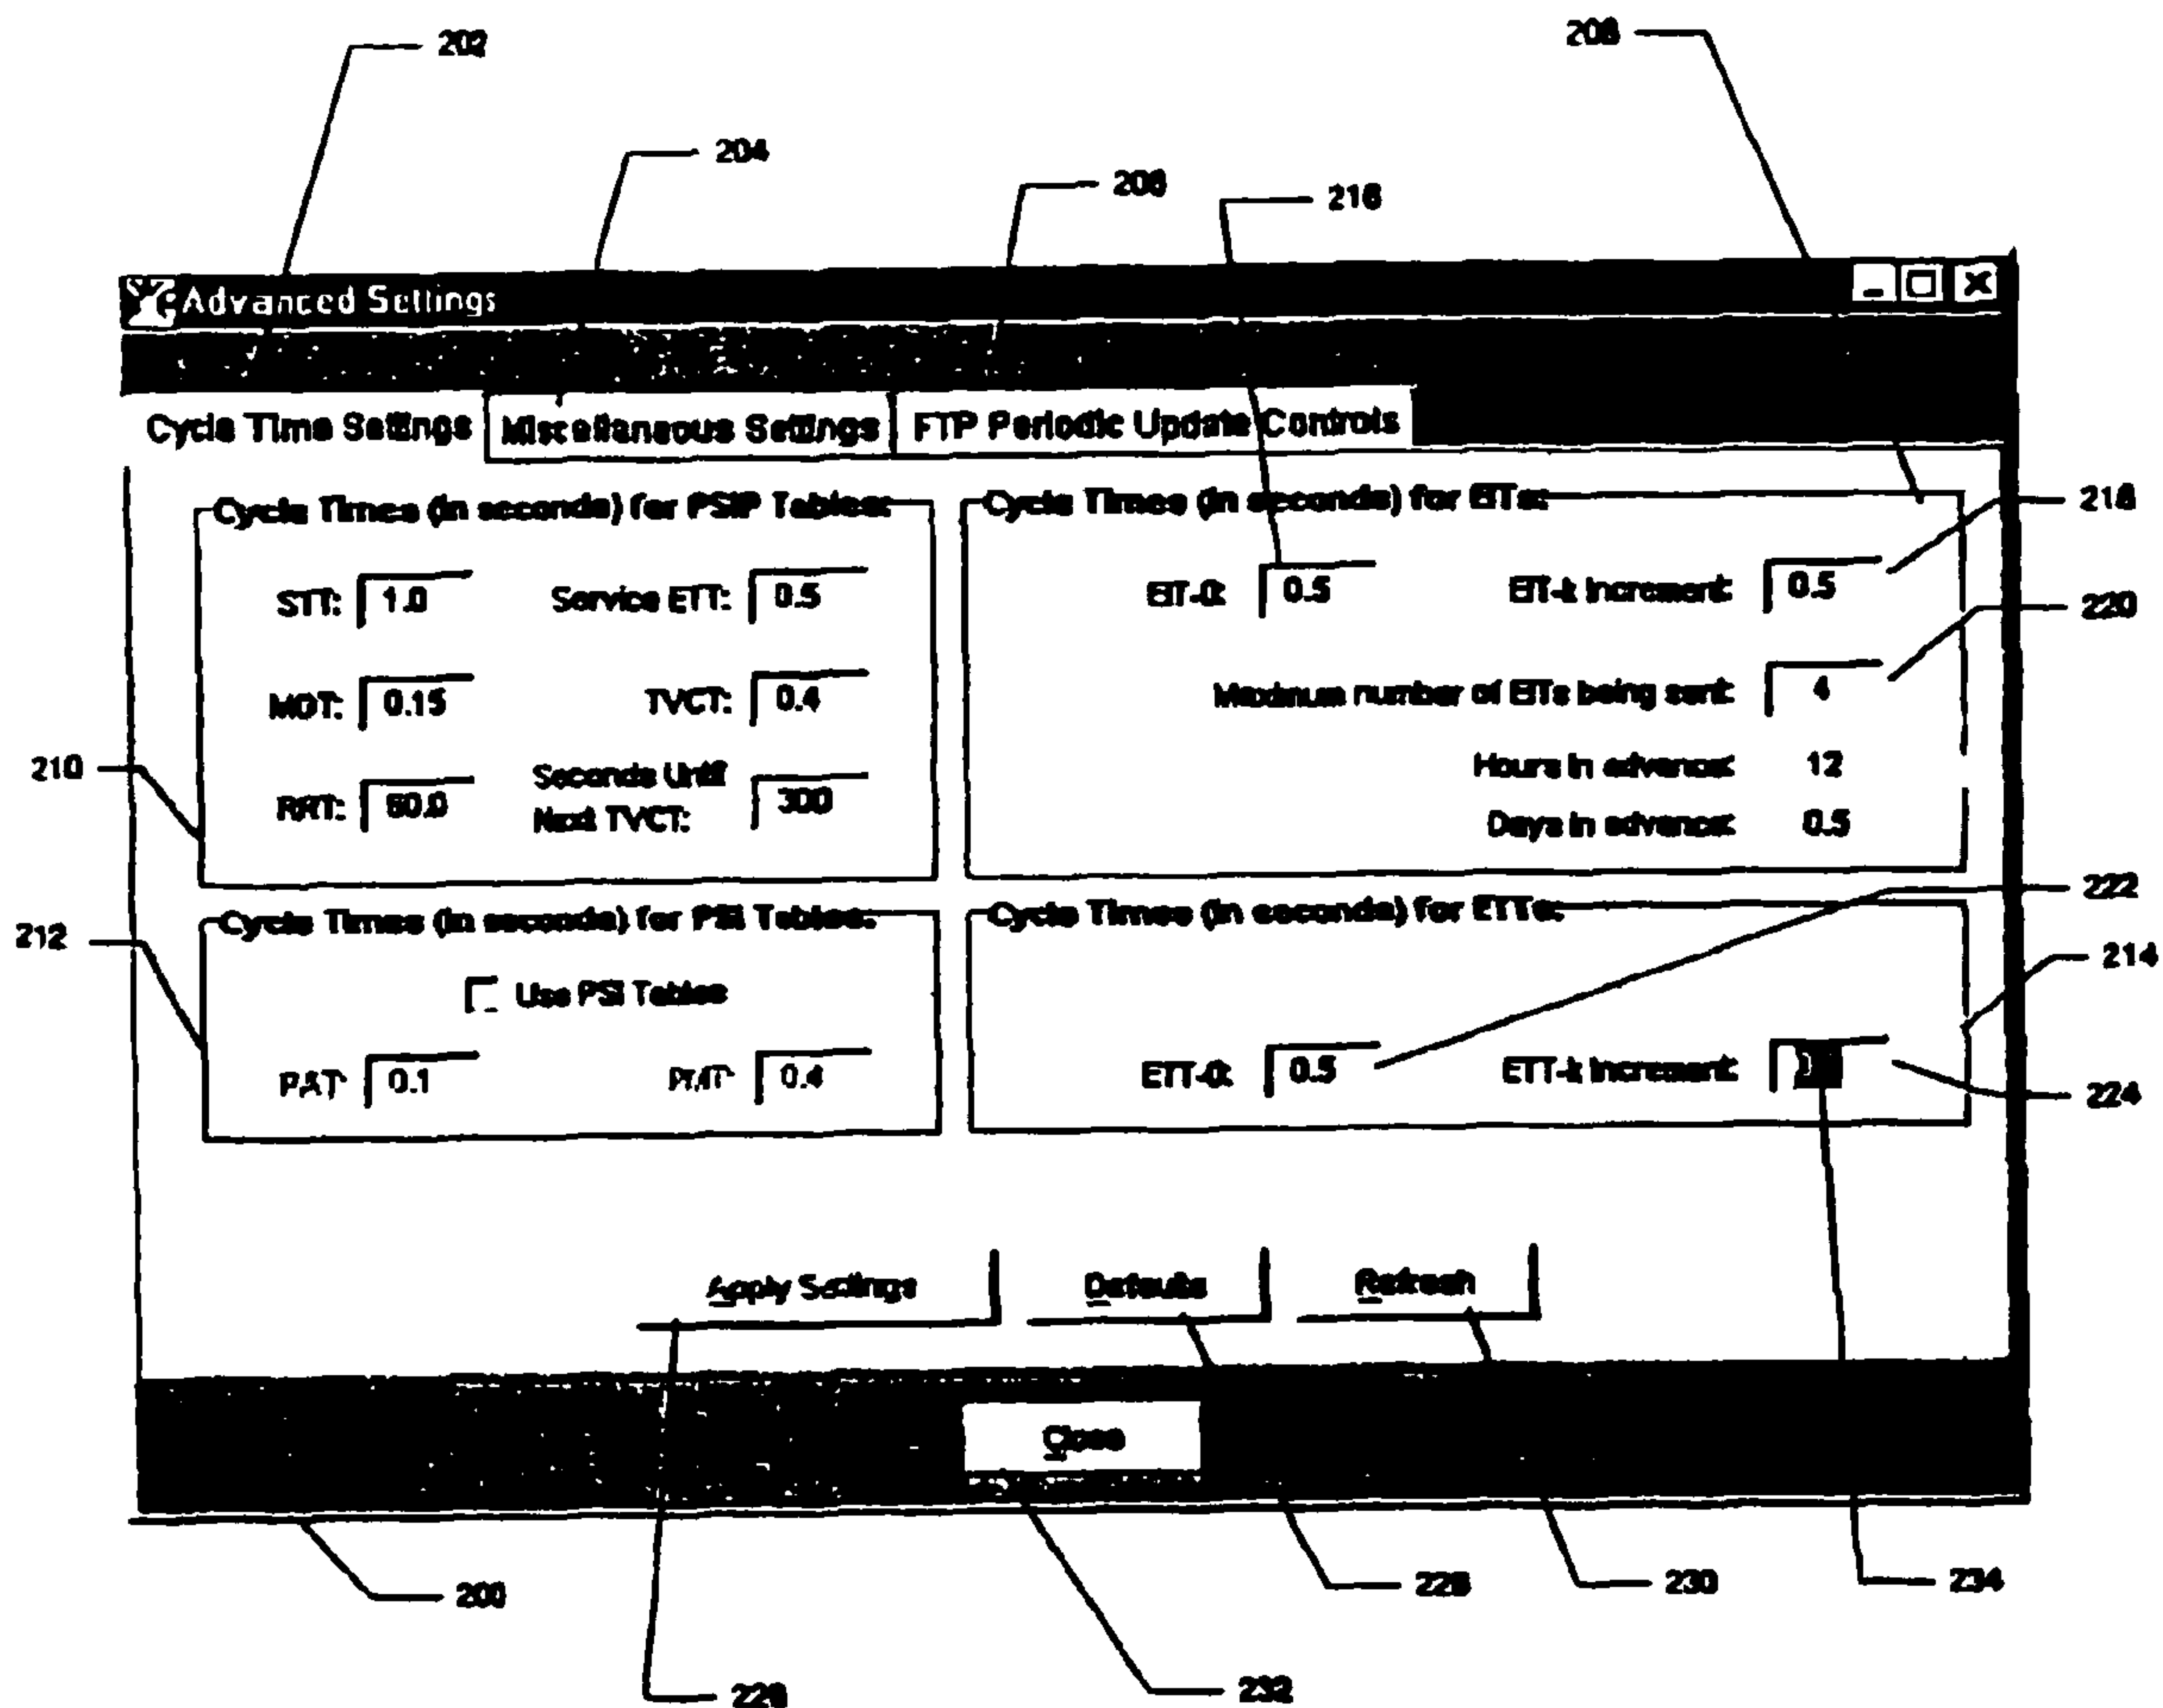 202
208
204
206
216
Advanced Settings
Cycle Time Settings
Miscellaneous Settings
FTP Periodic Update Controls
Cycle Times (in seconds) for PSIP Tables:
Cycle Times (in seconds) for EITs:
218
STT: 1.0
Service ETT: 0.5
EIT-0: 0.5
EIT-k increment: 0.5
220
MGT: 0.15
TVCT: 0.4
Maximum number of EITs being sent: 4
210
RRT: 60.0
Seconds Until
Next TVCT: 300
Hours in advance: 12
Days in advance: 0.5
222
212
Cycle Times (in seconds) for PSI Tables:
Cycle Times (in seconds) for ETTs:
214
Use PSI Tables
PAT: 0.1
PMT: 0.4
ETT-0: 0.5
ETT-k increment:
224
Apply Settings
Defaults
Refresh
Close
200
230
234
232